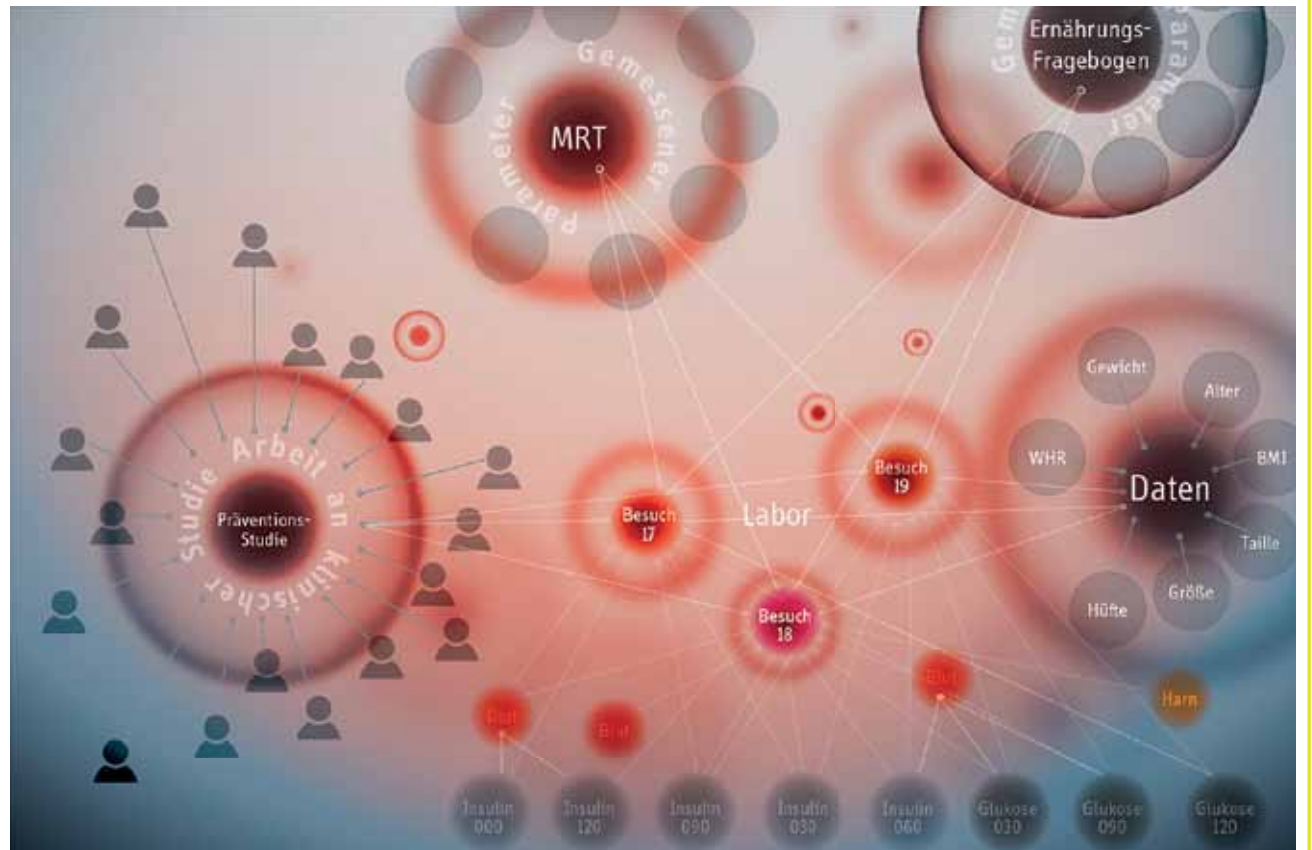 Ernährungs-
Fragebogen
Gemessener
Parameter
MRT
Gem
arameter
Gewicht
Alter
WHR
BMI
Daten
Taille
Größe
Hüfte
Arbeit an klinischer Studie
Präventions-
Studie
Besuch
17
Labor
Besuch
19
Besuch
18
Blut
Blut
Blut
Harn
Insulin
000
Insulin
120
Insulin
090
Insulin
030
Insulin
060
Glukose
030
Glukose
090
Glukose
120